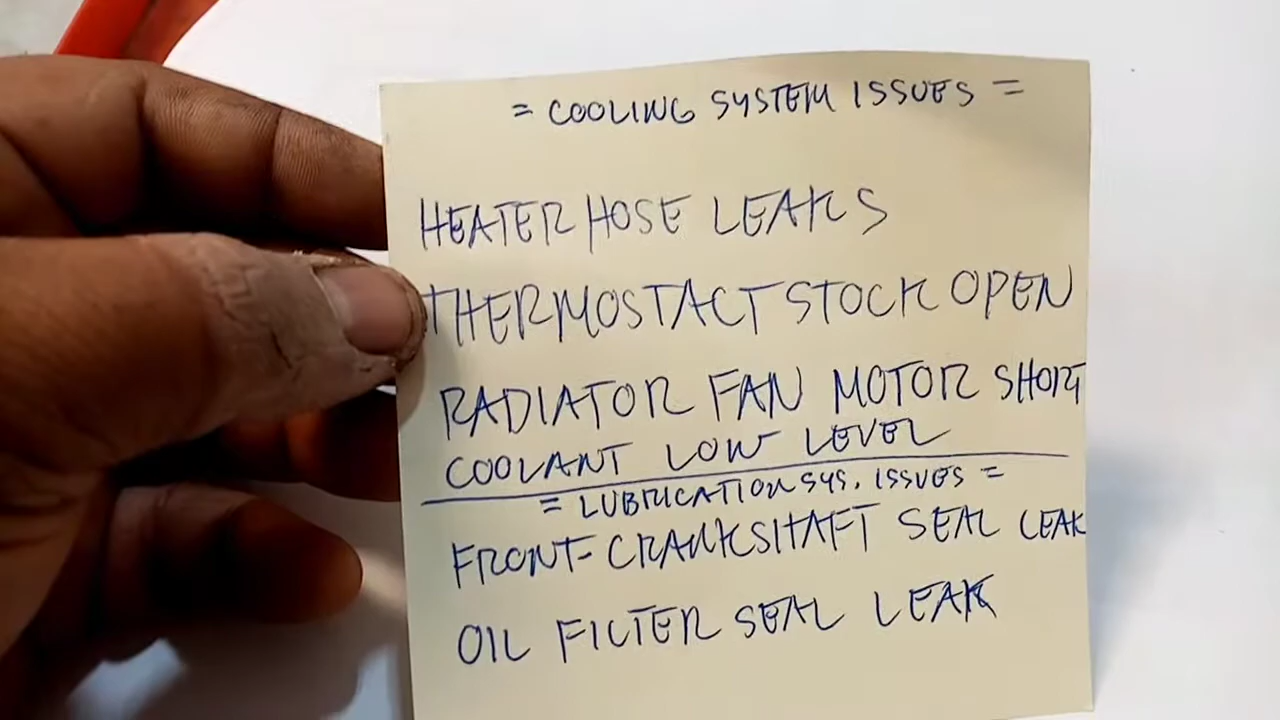 = COOLING SYSTEM ISSUES =
HEATER HOSE LEAKS
THERMOSTACT STOCK OPEN
RADIATOR FAN MOTOR SHORT
COOLANT LOW LEVEL
= LUBRICATION SYS. ISSUES =
FRONT-CRANKSHAFT SEAL LEAK
OIL FILTER SEAL LEAK